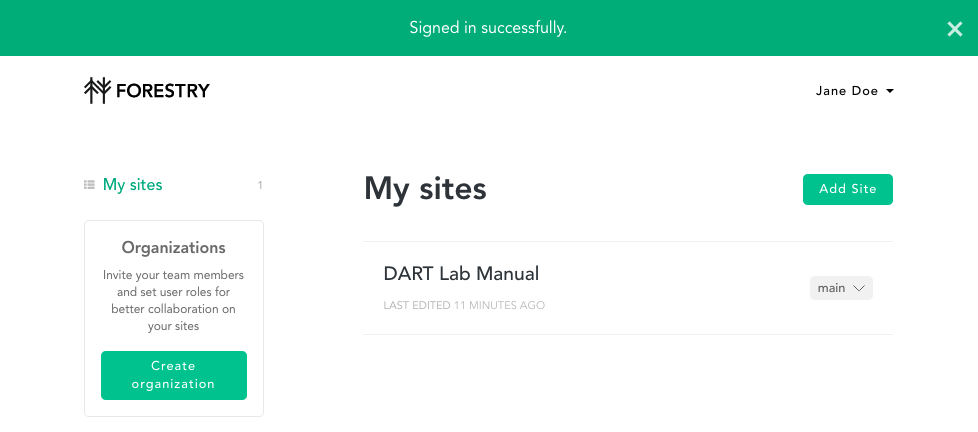 Signed in successfully.
FORESTRY
Jane Doe
My sites 1
Organizations
Invite your team members
and set user roles for
better collaboration on
your sites
Create
organization
My sites
Add Site
DART Lab Manual
LAST EDITED 11 MINUTES AGO
main